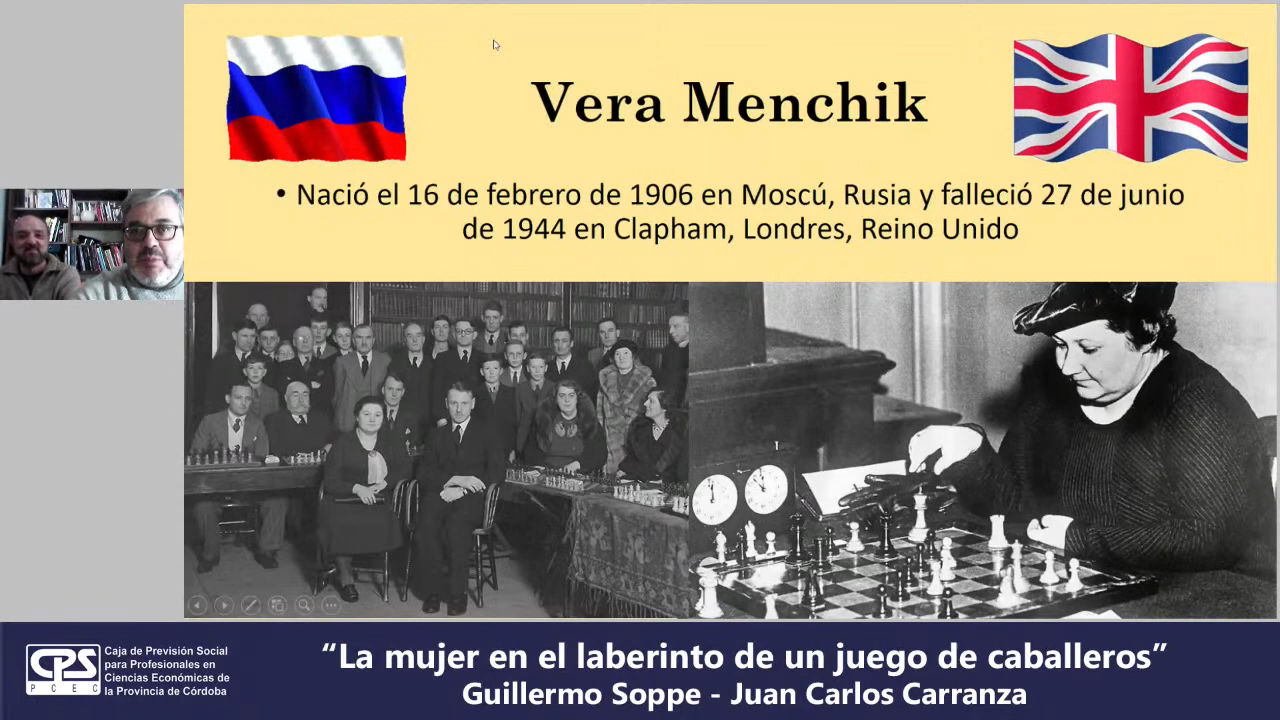 Vera Menchik
• Nació el 16 de febrero de 1906 en Moscú, Rusia y falleció 27 de junio
de 1944 en Clapham, Londres, Reino Unido
CPS
PCEC
Caja de Previsión Social
para Profesionales en
Ciencias Económicas de
la Provincia de Córdoba
“La mujer en el laberinto de un juego de caballeros”
Guillermo Soppe - Juan Carlos Carranza